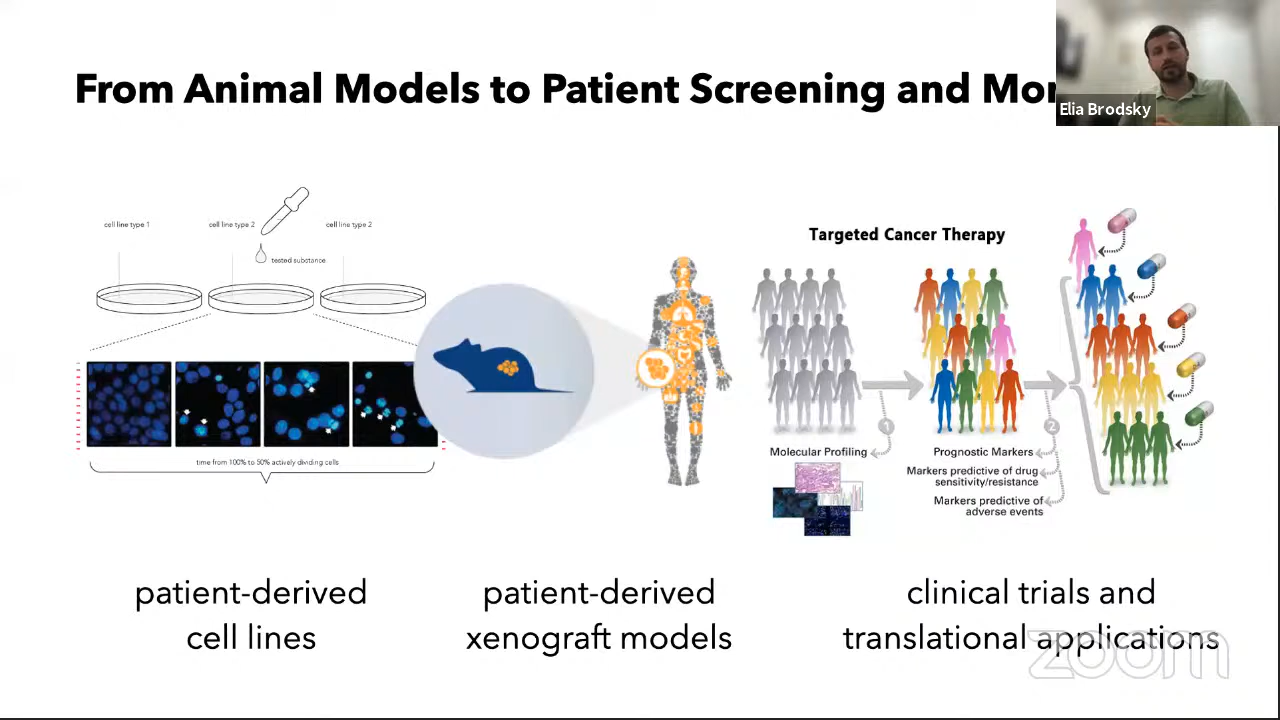 From Animal Models to Patient Screening and Mo
Elia Brodsky
cell line type 1
cell line type 2
cell line type 2
tested substance
time from 100% to 50% actively dividing cells
Targeted Cancer Therapy
1
2
Molecular Profiling
Prognostic Markers
Markers predictive of drug
sensitivity/resistance
Markers predictive of
adverse events
patient-derived
cell lines
patient-derived
xenograft models
clinical trials and
translational applications
zoom